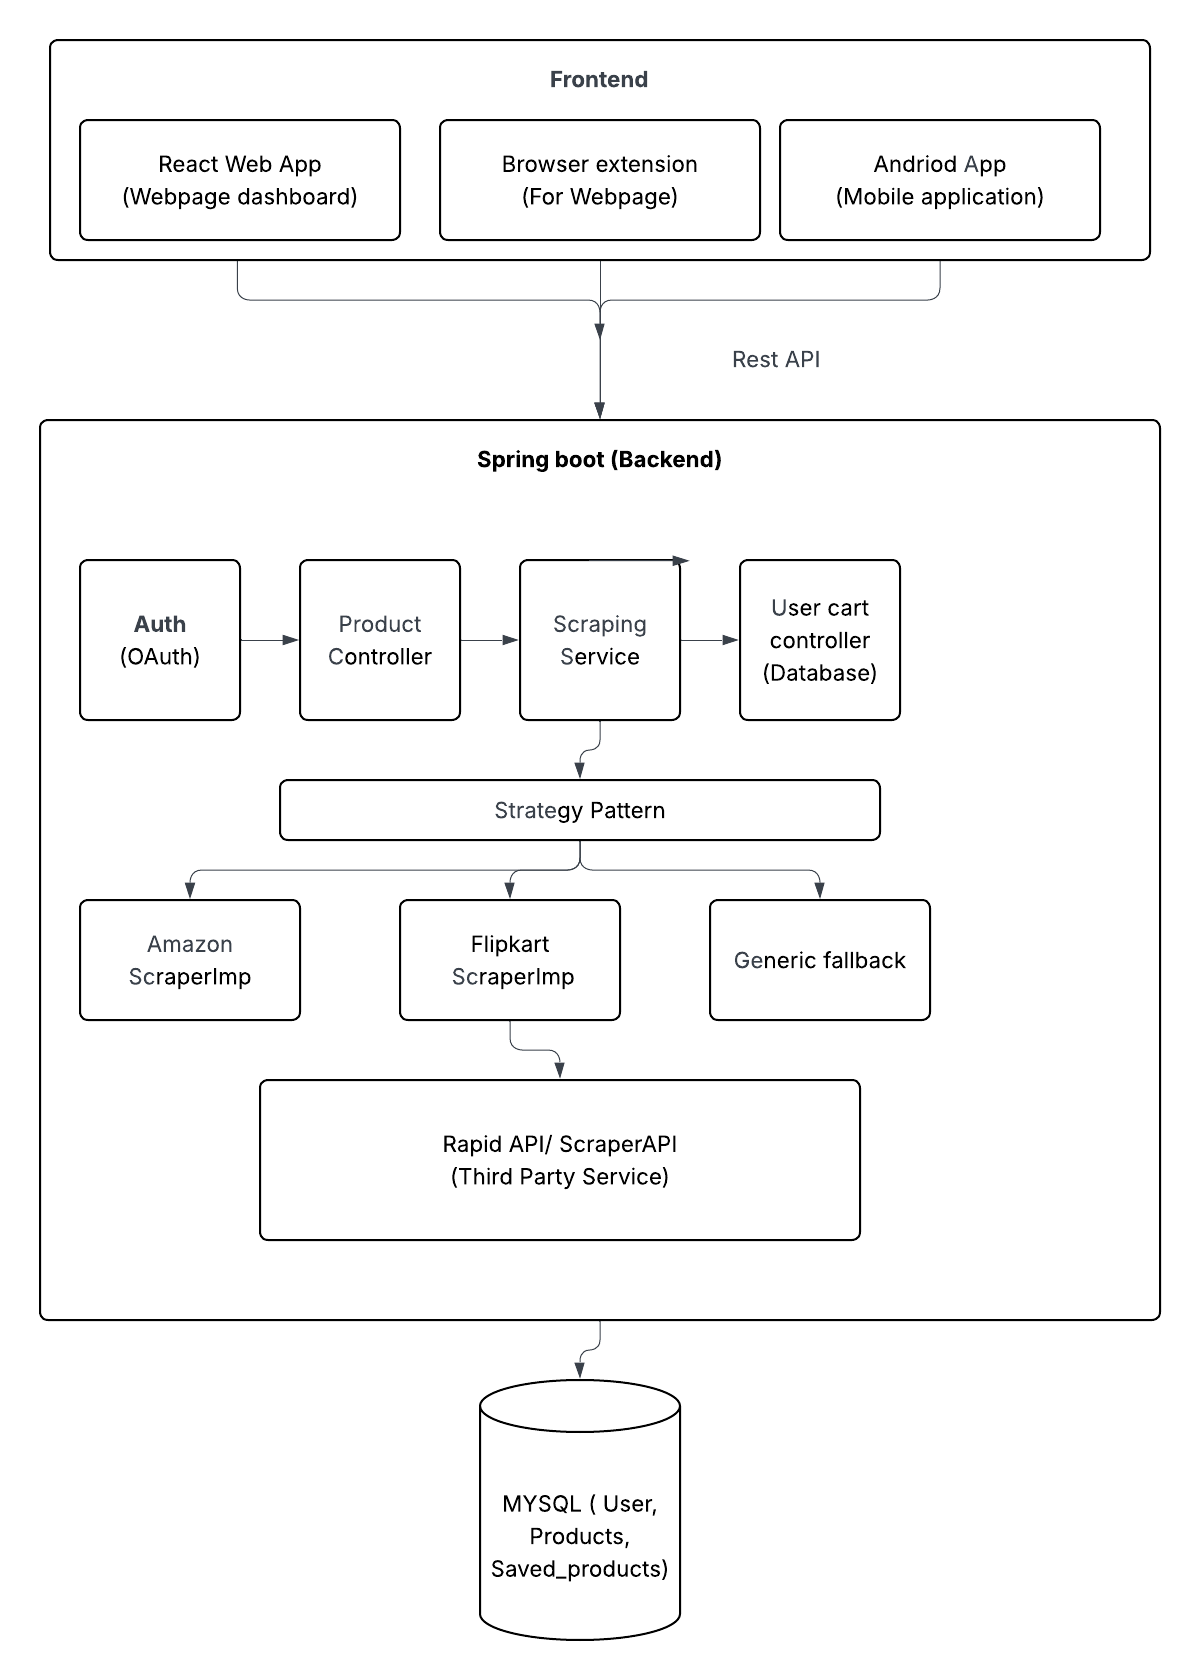 Frontend
React Web App
(Webpage dashboard)
Browser extension
(For Webpage)
Andriod App
(Mobile application)
Rest API
Spring boot (Backend)
Auth
(OAuth)
Product
Controller
Scraping
Service
User cart
controller
(Database)
Strategy Pattern
Amazon
ScraperImp
Flipkart
ScraperImp
Generic fallback
Rapid API/ ScraperAPI
(Third Party Service)
MYSQL ( User,
Products,
Saved_products)